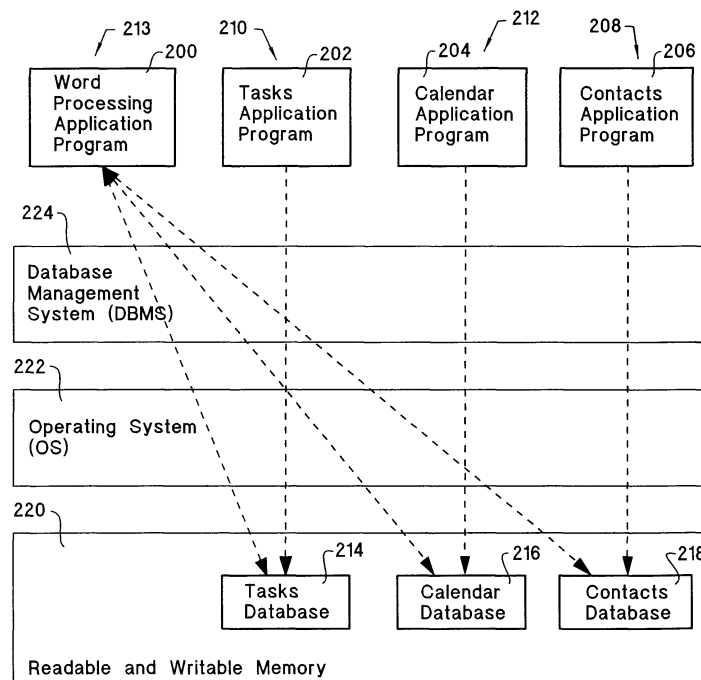 213
200
210
202
212
204
208
206
Word
Processing
Application
Program
Tasks
Application
Program
Calendar
Application
Program
Contacts
Application
Program
224
Database
Management
System (DBMS)
222
Operating System
(OS)
220
214
216
218
Tasks
Database
Calendar
Database
Contacts
Database
Readable and Writable Memory